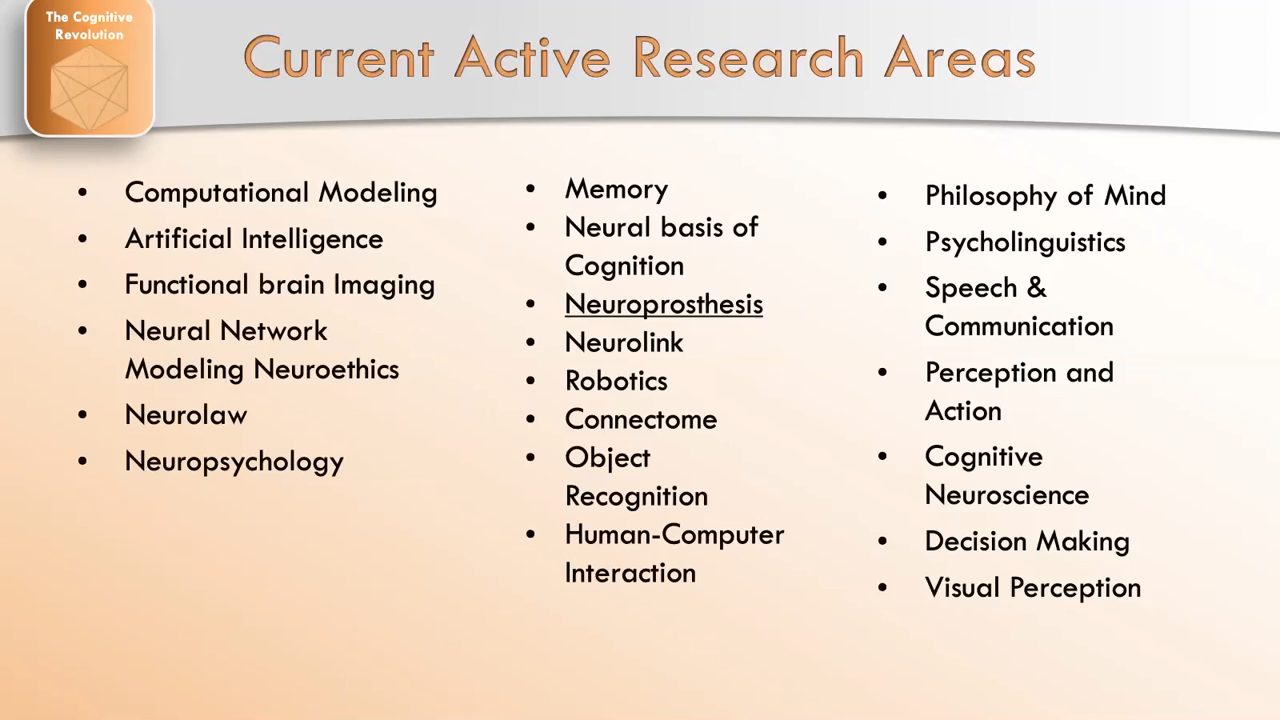 The Cognitive
Revolution
Current Active Research Areas
• Computational Modeling
• Artificial Intelligence
• Functional brain Imaging
• Neural Network
Modeling Neuroethics
• Neurolaw
• Neuropsychology
• Memory
• Neural basis of
Cognition
• Neuroprosthesis
• Neurolink
• Robotics
• Connectome
• Object
Recognition
• Human-Computer
Interaction
• Philosophy of Mind
• Psycholinguistics
• Speech &
Communication
• Perception and
Action
• Cognitive
Neuroscience
• Decision Making
• Visual Perception